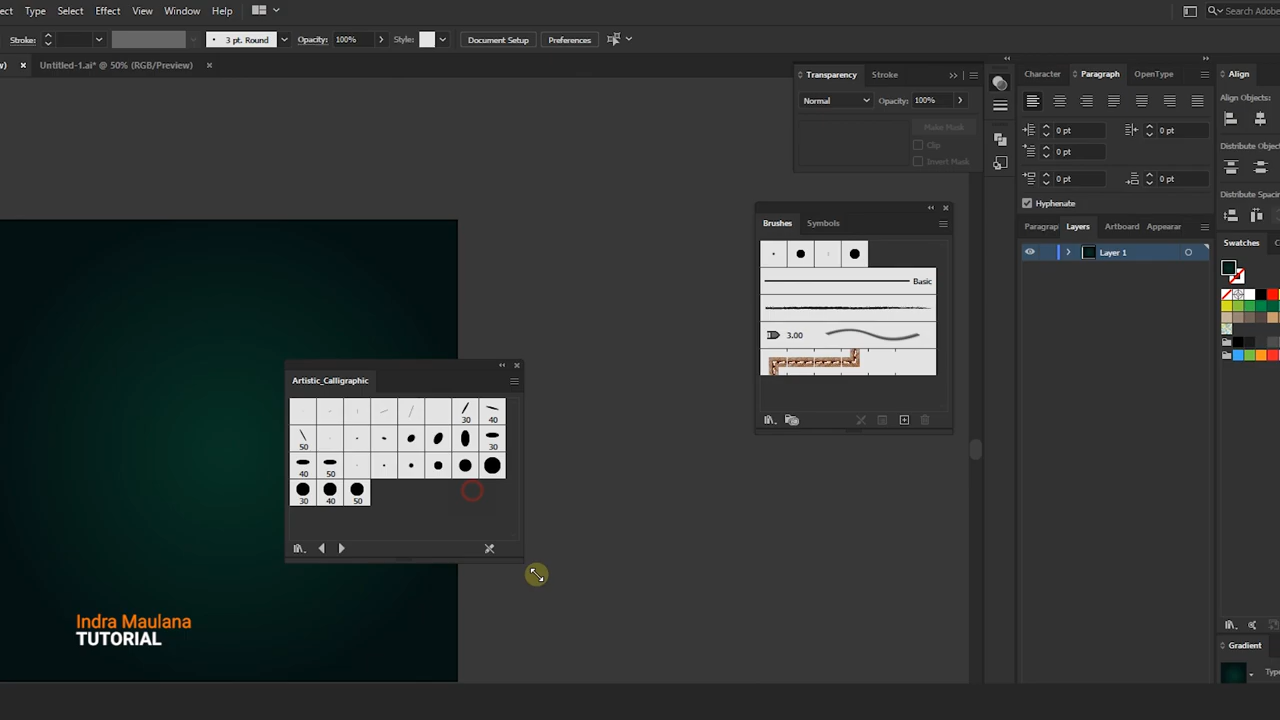 ect Type Select Effect View Window Help
Search Adobe
Stroke: 3 pt. Round Opacity: 100% Style: Document Setup Preferences
w) × Untitled-1.ai* @ 50% (RGB/Preview) ×
Transparency Stroke
Normal Opacity: 100%
Make Mask
Clip
Invert Mask
Character Paragraph OpenType
0 pt 0 pt
0 pt
0 pt 0 pt
Hyphenate
Paragrap Layers Artboard Appearar
Layer 1
Align
Align Objects:
Distribute Objec
Distribute Spacin
Swatches C
Gradient
Type
Brushes Symbols
Basic
3.00
Artistic_Calligraphic
30 40
50 30
40 50
30 40 50
Indra Maulana
TUTORIAL